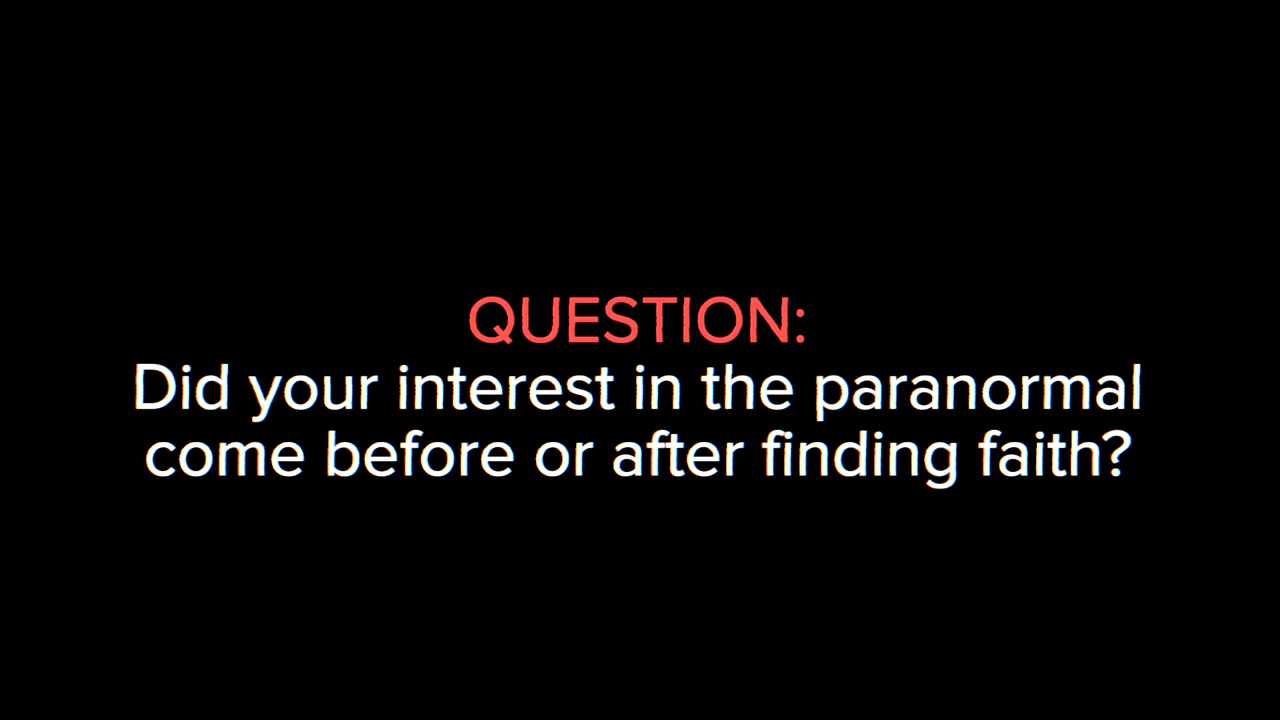 QUESTION:
Did your interest in the paranormal
come before or after finding faith?